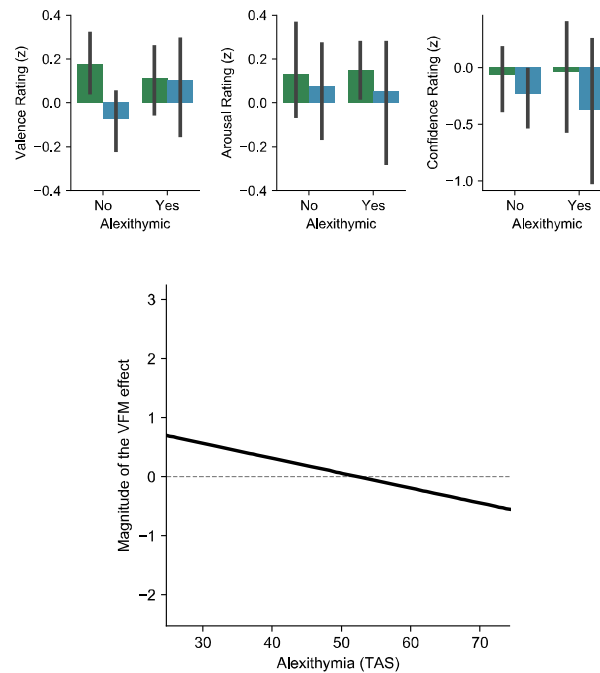 Valence Rating (z)
0.4
0.2
0.0
−0.2
−0.4
No Yes
Alexithymic
Arousal Rating (z)
0.4
0.2
0.0
−0.2
−0.4
No Yes
Alexithymic
Confidence Rating (z)
0.0
−0.5
−1.0
No Yes
Alexithymic
Magnitude of the VFM effect
3
2
1
0
−1
−2
30 40 50 60 70
Alexithymia (TAS)